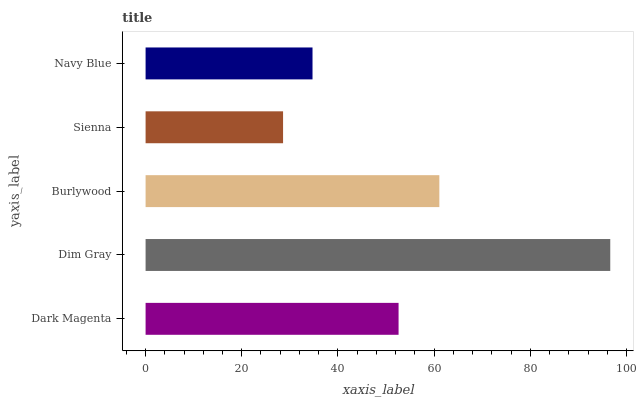 title
yaxis_label
Navy Blue
Sienna
Burlywood
Dim Gray
Dark Magenta
0 20 40 60 80 100
xaxis_label